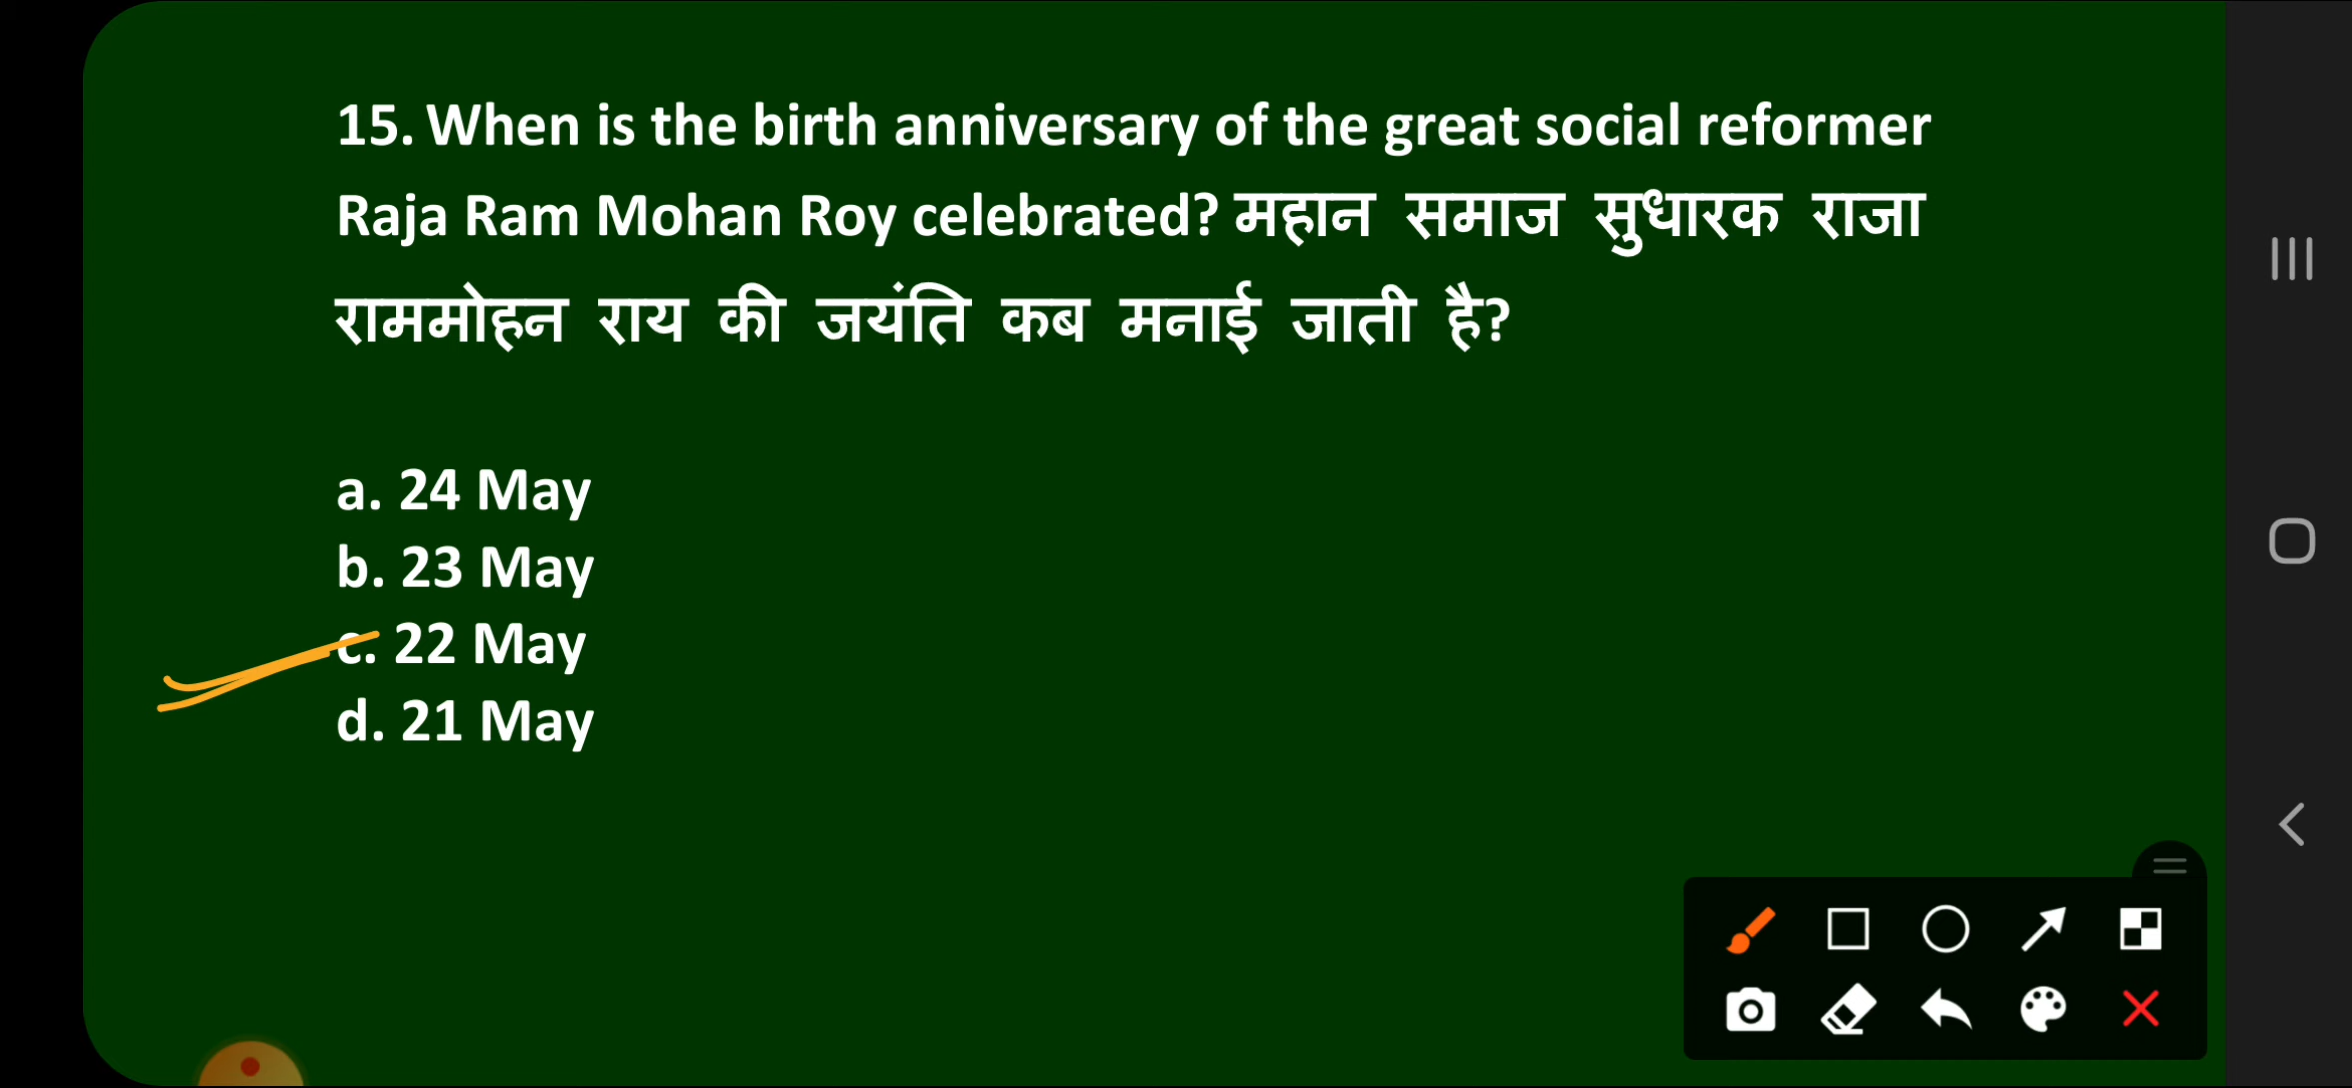 15. When is the birth anniversary of the great social reformer
Raja Ram Mohan Roy celebrated? महान समाज सुधारक राजा
राममोहन राय की जयंति कब मनाई जाती है?
a. 24 May
b. 23 May
c. 22 May
d. 21 May